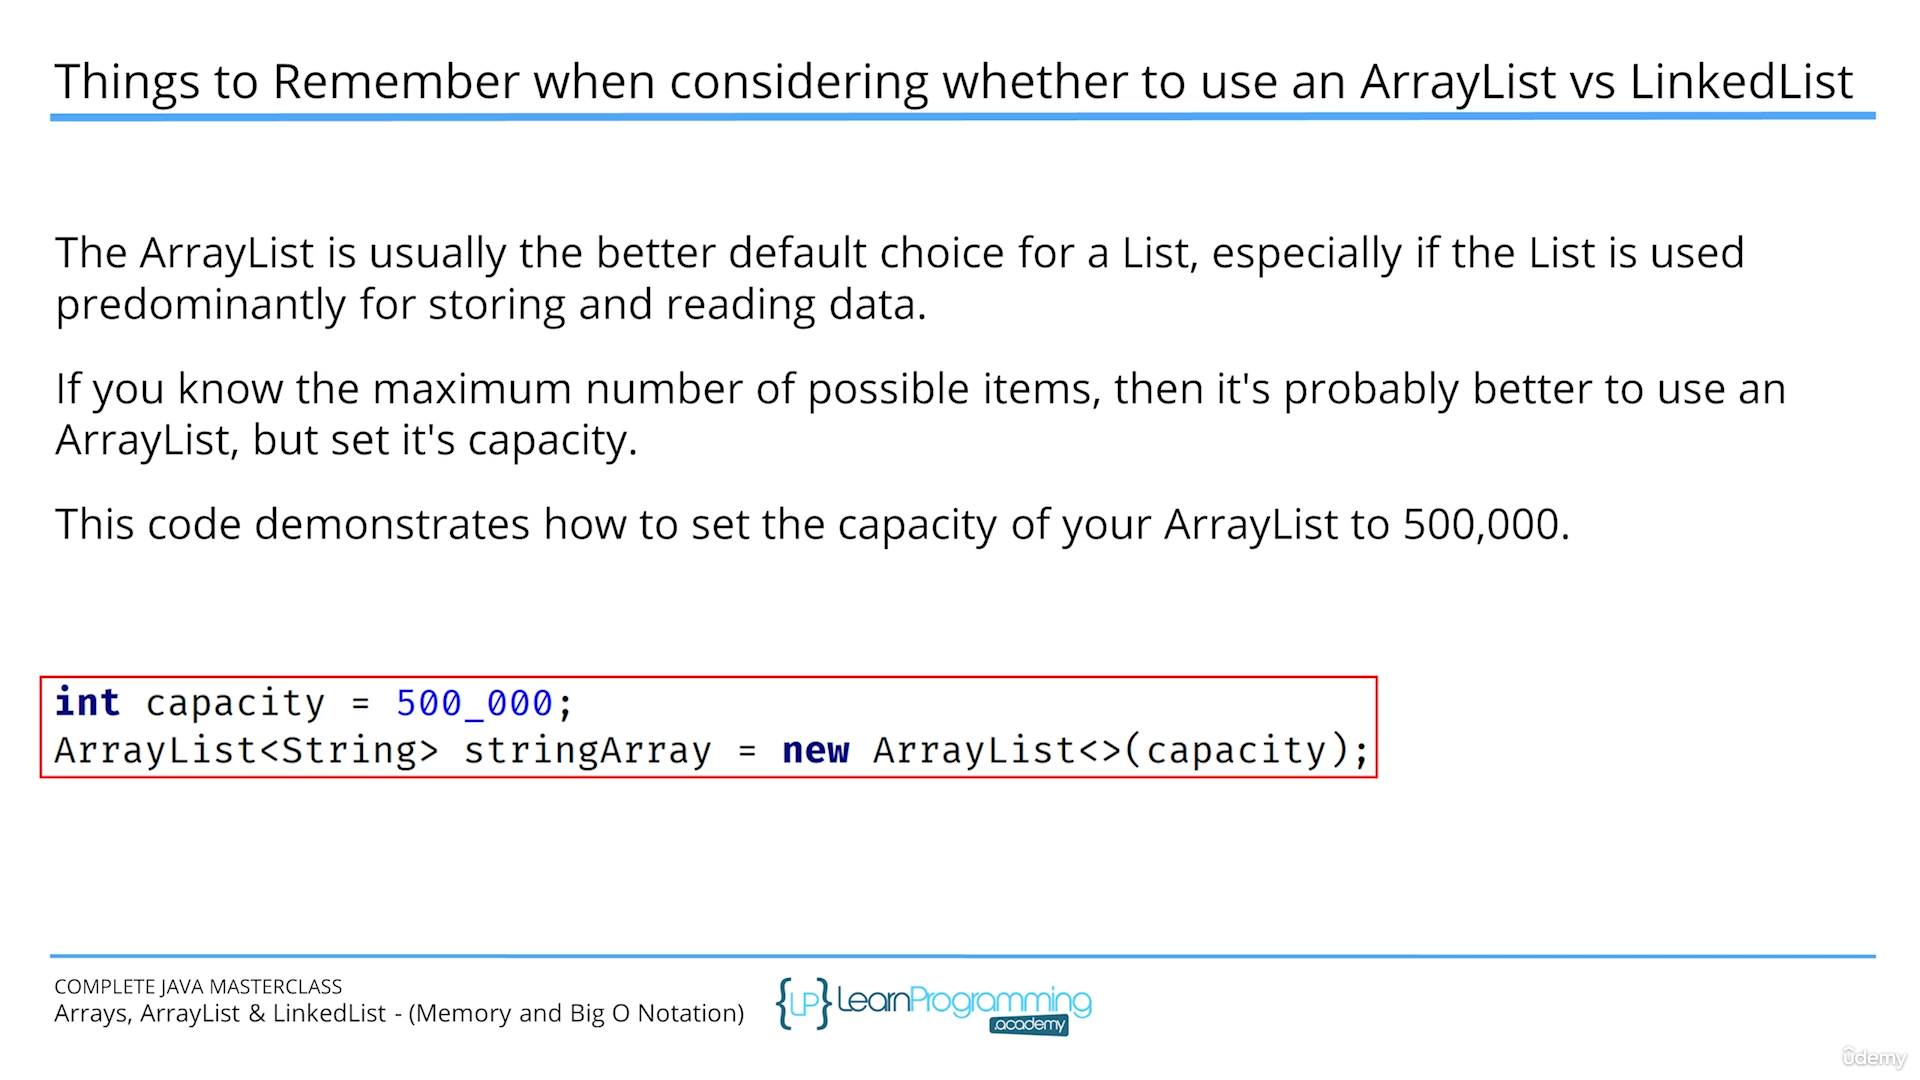 Things to Remember when considering whether to use an ArrayList vs LinkedList
The ArrayList is usually the better default choice for a List, especially if the List is used
predominantly for storing and reading data.
If you know the maximum number of possible items, then it's probably better to use an
ArrayList, but set it's capacity.
This code demonstrates how to set the capacity of your ArrayList to 500,000.
int capacity = 500_000;
ArrayList<String> stringArray = new ArrayList<>(capacity);
COMPLETE JAVA MASTERCLASS
Arrays, ArrayList & LinkedList - (Memory and Big O Notation)
{LP} LearnProgramming
.academy
ûdemy